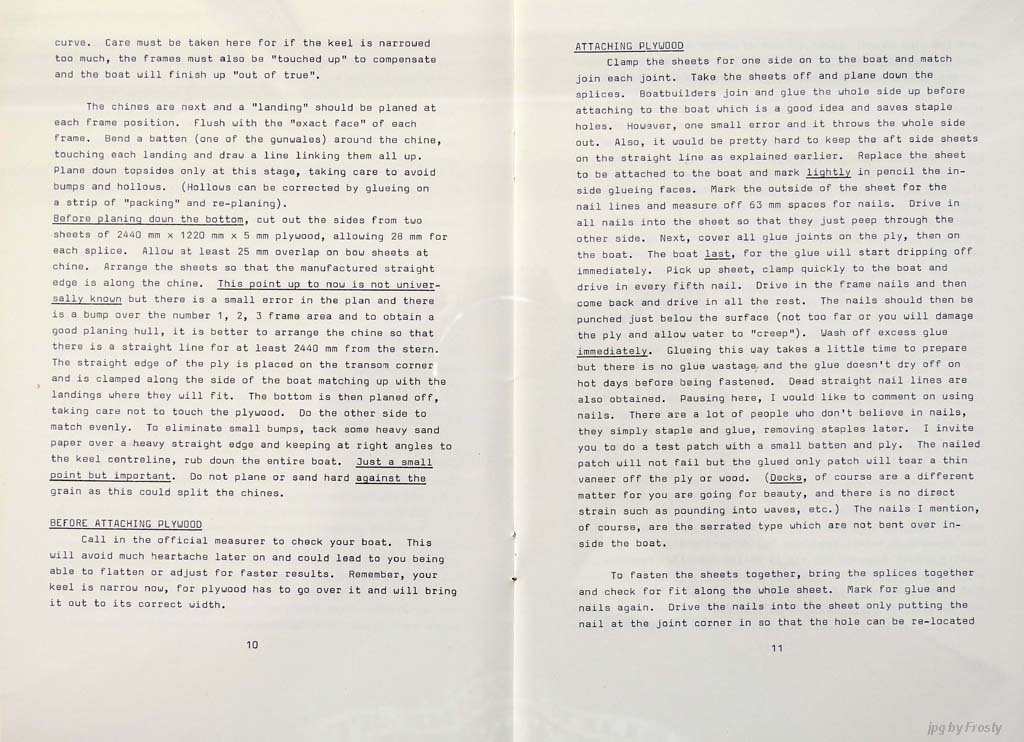 curve. Care must be taken here for if the keel is narrowed
too much, the frames must also be "touched up" to compensate
and the boat will finish up "out of true".
The chines are next and a "landing" should be planed at
each frame position. Flush with the "exact face" of each
frame. Bend a batten (one of the gunwales) around the chine,
touching each landing and draw a line linking them all up.
Plane down topsides only at this stage, taking care to avoid
bumps and hollows. (Hollows can be corrected by glueing on
a strip of "packing" and re-planing).
Before planing down the bottom, cut out the sides from two
sheets of 2440 mm x 1220 mm x 5 mm plywood, allowing 28 mm for
each splice. Allow at least 25 mm overlap on bow sheets at
chine. Arrange the sheets so that the manufactured straight
edge is along the chine. This point up to now is not univer-
sally known but there is a small error in the plan and there
is a bump over the number 1, 2, 3 frame area and to obtain a
good planing hull, it is better to arrange the chine so that
there is a straight line for at least 2440 mm from the stern.
The straight edge of the ply is placed on the transom corner
and is clamped along the side of the boat matching up with the
landings where they will fit. The bottom is then planed off,
taking care not to touch the plywood. Do the other side to
match evenly. To eliminate small bumps, tack some heavy sand
paper over a heavy straight edge and keeping at right angles to
the keel centreline, rub down the entire boat. Just a small
point but important. Do not plane or sand hard against the
grain as this could split the chines.
BEFORE ATTACHING PLYWOOD
Call in the official measurer to check your boat. This
will avoid much heartache later on and could lead to you being
able to flatten or adjust for faster results. Remember, your
keel is narrow now, for plywood has to go over it and will bring
it out to its correct width.
10
ATTACHING PLYWOOD
Clamp the sheets for one side on to the boat and match
join each joint. Take the sheets off and plane down the
splices. Boatbuilders join and glue the whole side up before
attaching to the boat which is a good idea and saves staple
holes. However, one small error and it throws the whole side
out. Also, it would be pretty hard to keep the aft side sheets
on the straight line as explained earlier. Replace the sheet
to be attached to the boat and mark lightly in pencil the in-
side glueing faces. Mark the outside of the sheet for the
nail lines and measure off 63 mm spaces for nails. Drive in
all nails into the sheet so that they just peep through the
other side. Next, cover all glue joints on the ply, then on
the boat. The boat last, for the glue will start dripping off
immediately. Pick up sheet, clamp quickly to the boat and
drive in every fifth nail. Drive in the frame nails and then
come back and drive in all the rest. The nails should then be
punched just below the surface (not too far or you will damage
the ply and allow water to "creep"). Wash off excess glue
immediately. Glueing this way takes a little time to prepare
but there is no glue wastage and the glue doesn't dry off on
hot days before being fastened. Dead straight nail lines are
also obtained. Pausing here, I would like to comment on using
nails. There are a lot of people who don't believe in nails,
they simply staple and glue, removing staples later. I invite
you to do a test patch with a small batten and ply. The nailed
patch will not fail but the glued only patch will tear a thin
vaneer off the ply or wood. (Decks, of course are a different
matter for you are going for beauty, and there is no direct
strain such as pounding into waves, etc.) The nails I mention,
of course, are the serrated type which are not bent over in-
side the boat.
To fasten the sheets together, bring the splices together
and check for fit along the whole sheet. Mark for glue and
nails again. Drive the nails into the sheet only putting the
nail at the joint corner in so that the hole can be re-located
11
jpg by Frosty